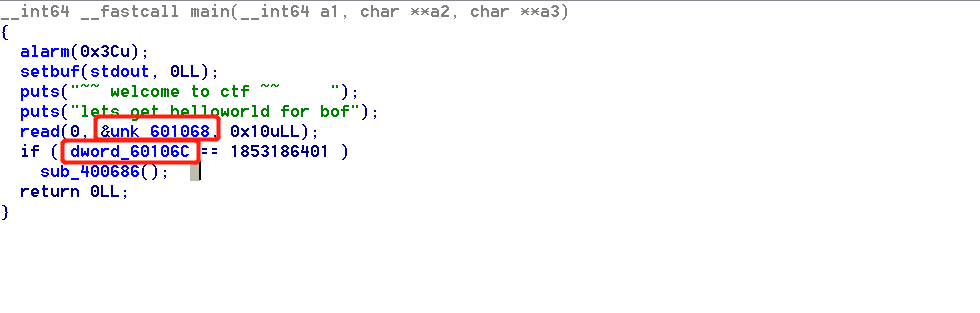 __int64 __fastcall main(__int64 a1, char **a2, char **a3)
{
  alarm(0x3Cu);
  setbuf(stdout, 0LL);
  puts("~~ welcome to ctf ~~     ");
  puts("lets get helloworld for bof");
  read(0, &unk_601068, 0x10uLL);
  if ( dword_60106C == 1853186401 )
    sub_400686();
  return 0LL;
}